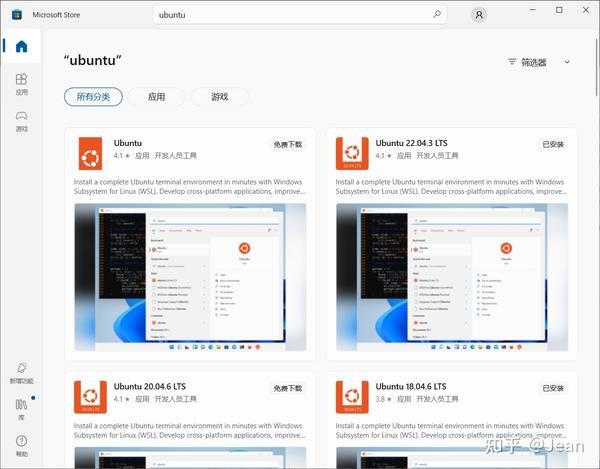 Microsoft Store
ubuntu
“ubuntu”
筛选器
所有分类
应用
游戏
应用
游戏
Ubuntu
免费下载
4.1 ★ 应用 开发人员工具
Install a complete Ubuntu terminal environment in minutes with Windows
Subsystem for Linux (WSL). Develop cross-platform applications, improve...
22.04 LTS
Ubuntu 22.04.3 LTS
已安装
4.1 ★ 应用 开发人员工具
Install a complete Ubuntu terminal environment in minutes with Windows
Subsystem for Linux (WSL). Develop cross-platform applications, improve...
20.04 LTS
Ubuntu 20.04.6 LTS
免费下载
4.1 ★ 应用 开发人员工具
Install a complete Ubuntu terminal environment in minutes with Windows
Subsystem for Linux (WSL). Develop cross-platform applications, improve...
18.04 LTS
Ubuntu 18.04.6 LTS
已安装
3.8 ★ 应用 开发人员工具
Install a complete Ubuntu terminal environment in minutes with Windows
Subsystem for Linux (WSL). Develop cross-platform applications, improve...
新增功能
库
帮助
知乎 @Jean